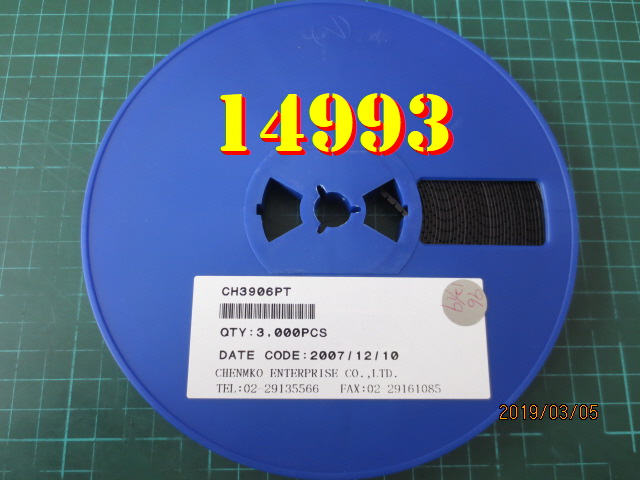 14993
CH3906PT
QTY:3,000PCS
DATE CODE:2007/12/10
CHENMKO ENTERPRISE CO.,LTD.
TEL:02-29135566 FAX:02-29161085
2019/03/05